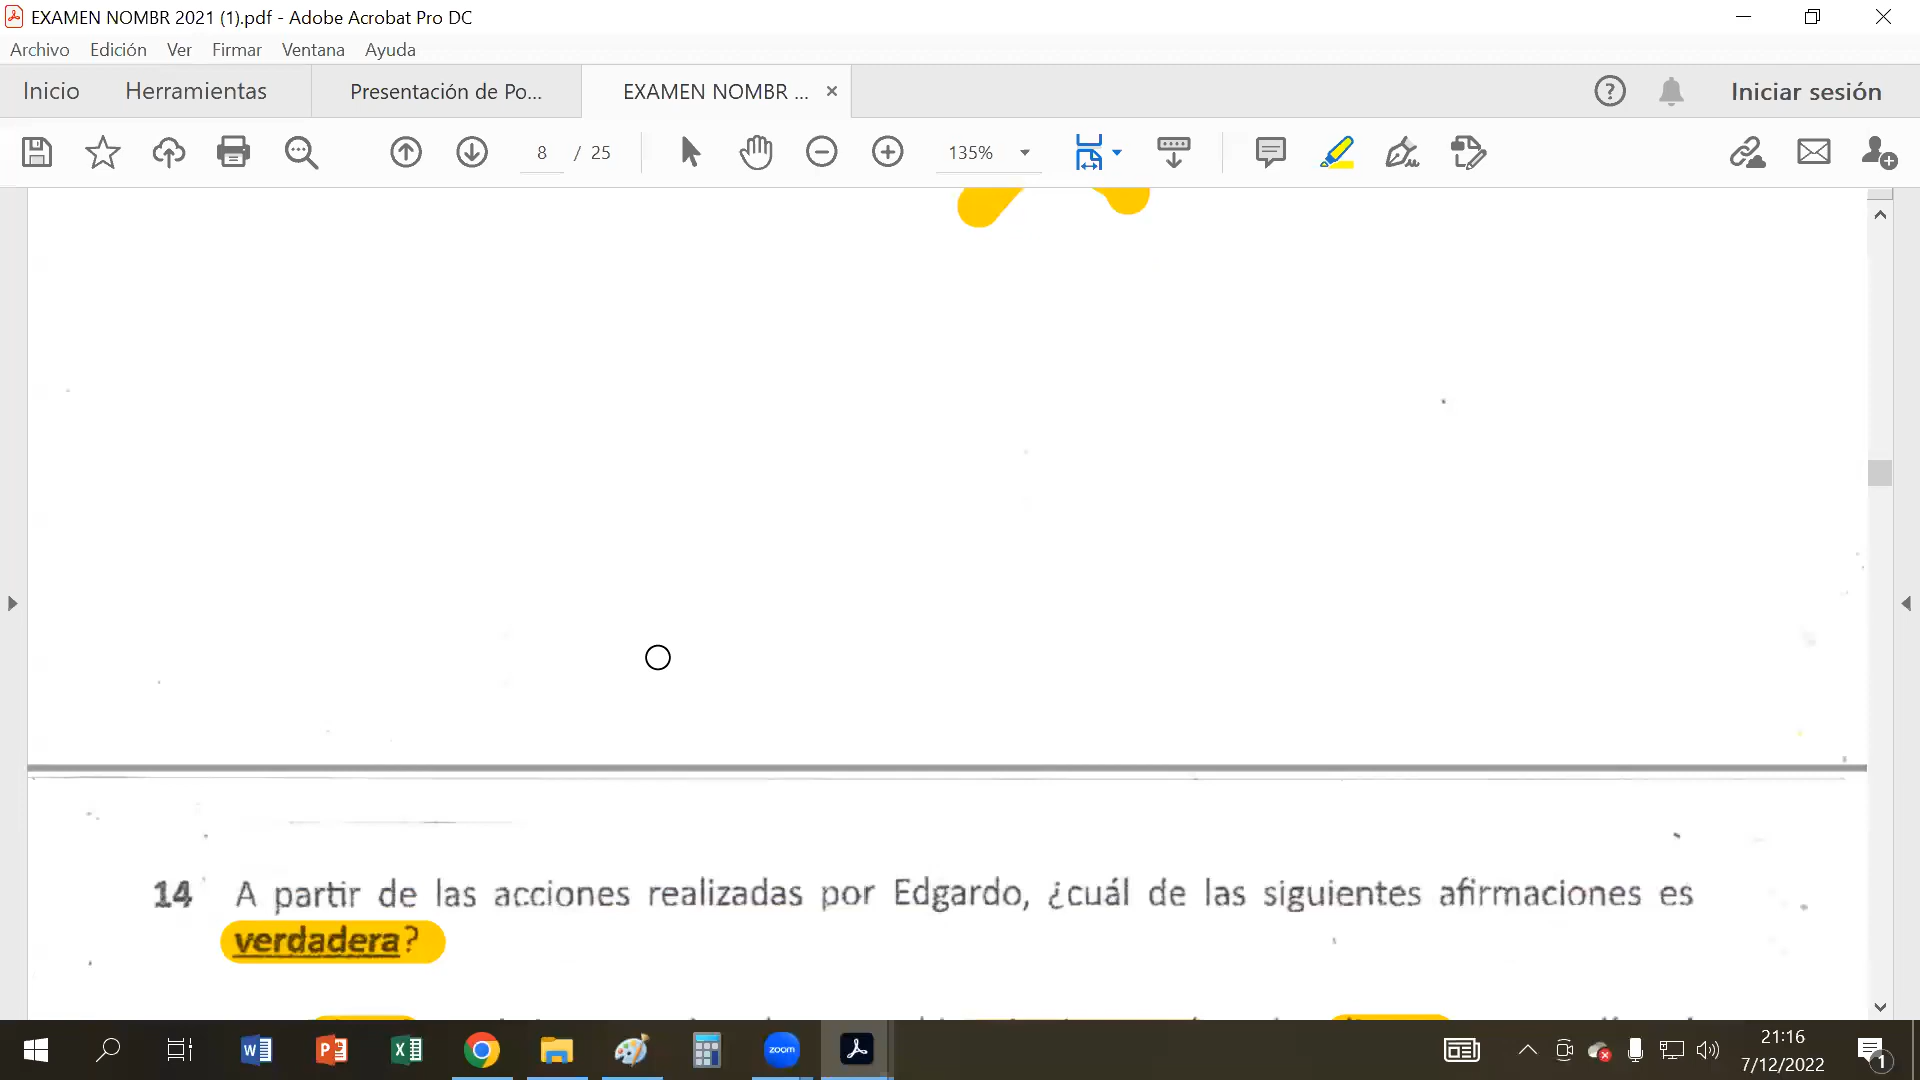 EXAMEN NOMBR 2021 (1).pdf - Adobe Acrobat Pro DC
Archivo Edición Ver Firmar Ventana Ayuda
Inicio Herramientas Presentación de Po... EXAMEN NOMBR ... × Iniciar sesión
8 / 25 135%
14 A partir de las acciones realizadas por Edgardo, ¿cuál de las siguientes afirmaciones es
verdadera?
zoom
21:16
7/12/2022
1